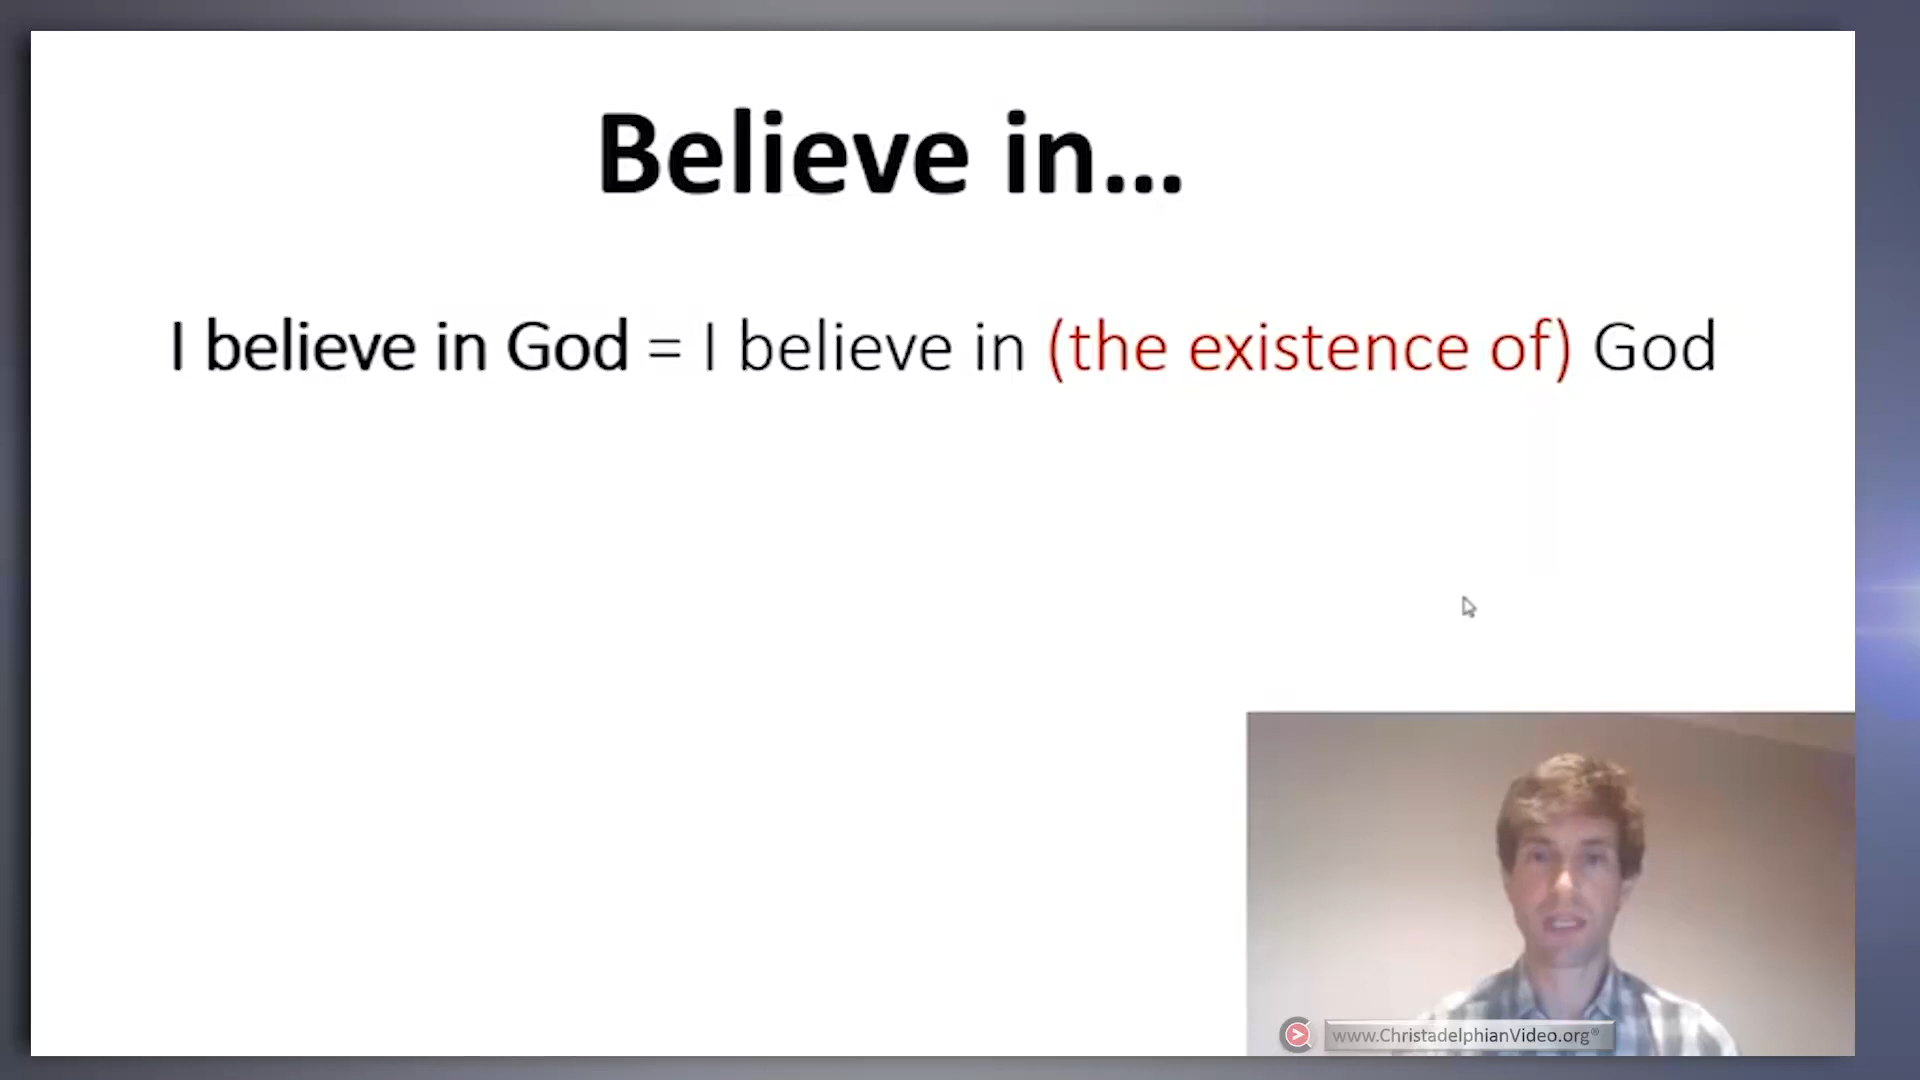 Believe in...
I believe in God = I believe in (the existence of) God
www.ChristadelphianVideo.org®